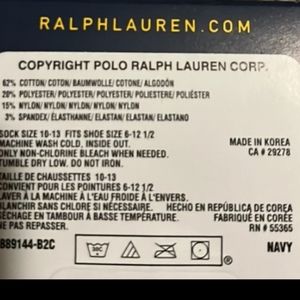 RALPHLAUREN.COM
COPYRIGHT POLO RALPH LAUREN CORP.
62% COTTON/COTON/BAUMWOLLE/COTONE/ALGODÓN
20% POLYESTER/POLYESTER/POLYESTER/POLIESTERE/POLIÉSTER
15% NYLON/NYLON/NYLON/NYLON/NYLON
3% SPANDEX/ÉLASTHANNE/ELASTAN/ELASTAN/ELASTANO
SOCK SIZE 10-13 FITS SHOE SIZE 6-12 1/2
MACHINE WASH COLD, INSIDE OUT.
ONLY NON-CHLORINE BLEACH WHEN NEEDED.
TUMBLE DRY LOW. DO NOT IRON.
MADE IN KOREA
CA # 29278
TAILLE DE CHAUSSETTES 10-13
CONVIENT POUR LES POINTURES 6-12 1/2
LAVER À LA MACHINE À L'EAU FROIDE À L'ENVERS.
BLANCHIR SANS CHLORE SI NÉCESSAIRE.
SÉCHAGE AU TAMBOUR À BASSE TEMPÉRATURE.
NE PAS REPASSER.
HECHO EN REPÚBLICA DE COREA
FABRIQUÉ EN CORÉE
RN # 55365
889144-B2C
NAVY